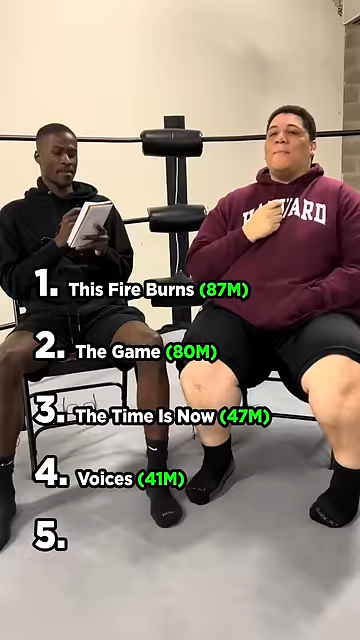 HARVARD
1. This Fire Burns (87M)
2. The Game (80M)
3. The Time Is Now (47M)
4. Voices (41M)
5.